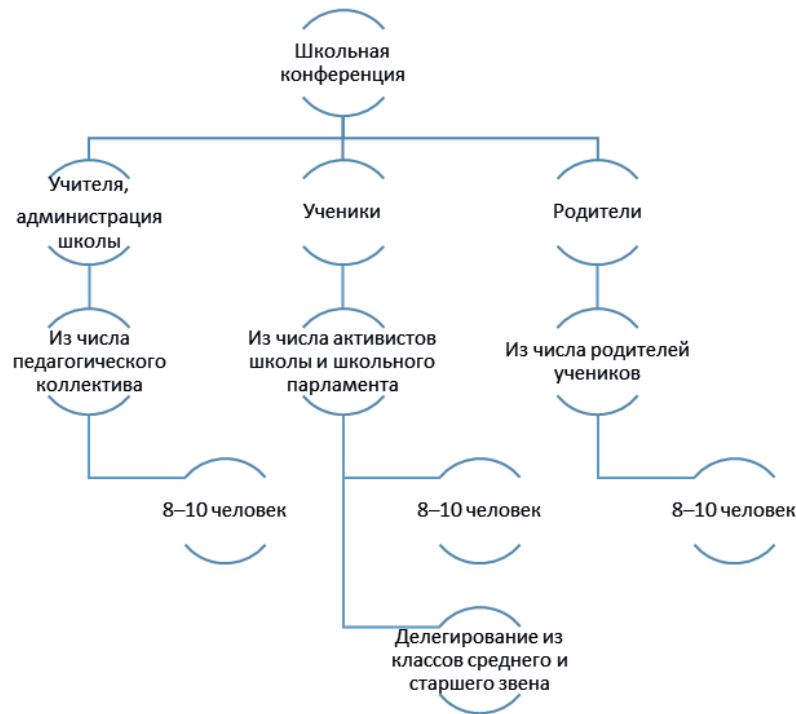 Школьная
конференция
Учителя,
администрация
школы
Ученики
Родители
Из числа
педагогического
коллектива
Из числа активистов
школы и школьного
парламента
Из числа родителей
учеников
8–10 человек
8–10 человек
8–10 человек
Делегирование из
классов среднего и
старшего звена